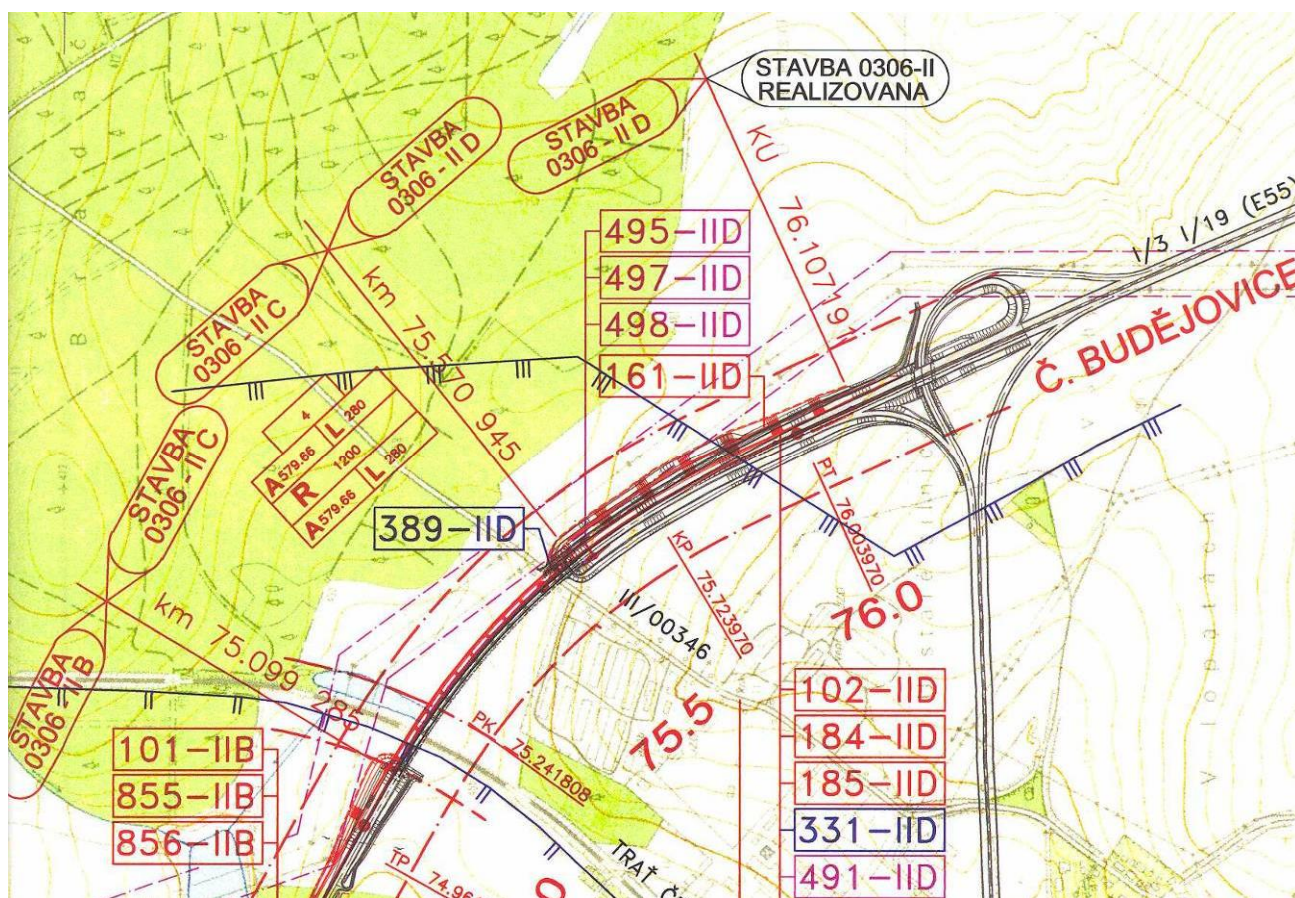 STAVBA 0306-II
REALIZOVANA
STAVBA
0306 - II D
STAVBA
0306 - II D
KÚ 76.107191
495-IID
497-IID
498-IID
161-IID
I/3 I/19 (E55)
Č. BUDĚJOVICE
STAVBA
0306 - II C
km 75.570 945
4
A579.66 L 280
R 1200
A579.66 L 280
STAVBA
0306 - II C
389-IID
PT 76.003970
KP 75.723970
76.0
III/00346
km 75.099 285
STAVBA
0306 - II B
75.5
PK 75.241808
101-IIB
855-IIB
856-IIB
102-IID
184-IID
185-IID
331-IID
491-IID
TRAŤ Č
TP 74.96